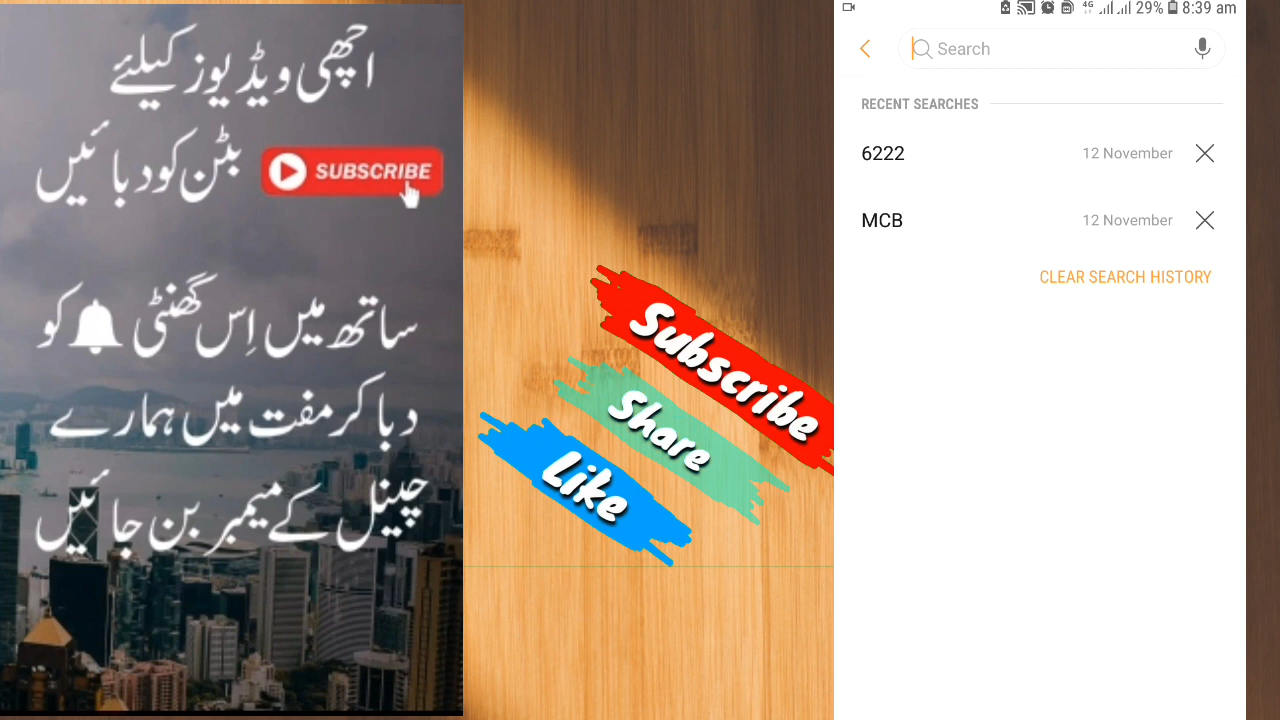 اچھی ویڈیوز کیلئے
SUBSCRIBE بٹن کو دبائیں
ساتھ میں اِس گھنٹی کو
دبا کر مفت میں ہمارے
چینل کے میمبر بن جائیں
Subscribe
Share
Like
4G 29% 8:39 am
Search
RECENT SEARCHES
6222 12 November
MCB 12 November
CLEAR SEARCH HISTORY